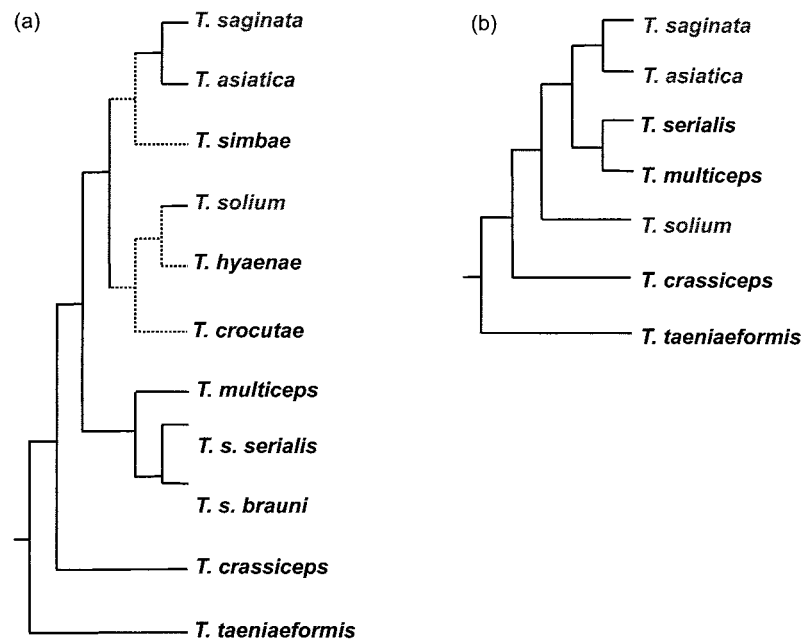 (a)
T. saginata
T. asiatica
T. simbae
T. solium
T. hyaenae
T. crocutae
T. multiceps
T. s. serialis
T. s. brauni
T. crassiceps
T. taeniaeformis
(b)
T. saginata
T. asiatica
T. serialis
T. multiceps
T. solium
T. crassiceps
T. taeniaeformis